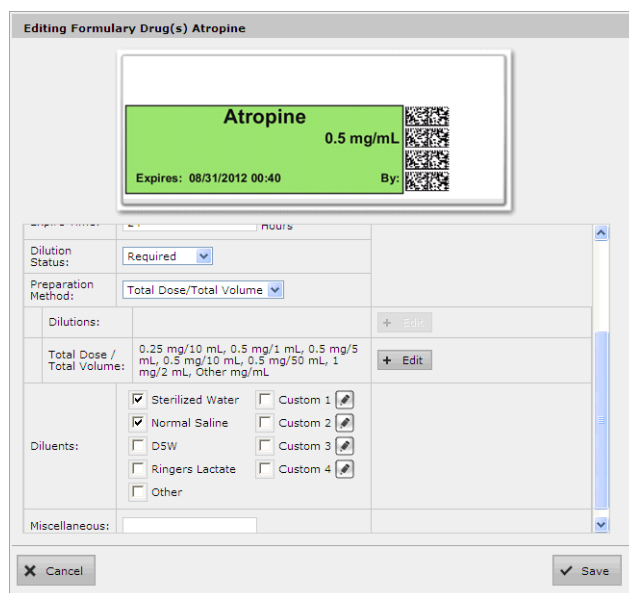 Editing Formulary Drug(s) Atropine
Atropine
0.5 mg/mL
Expires: 08/31/2012 00:40 By:
Expire Time: 24 Hours
Dilution
Status: Required
Preparation
Method: Total Dose/Total Volume
Dilutions: + Edit
Total Dose /
Total Volume:
0.25 mg/10 mL, 0.5 mg/1 mL, 0.5 mg/5
mL, 0.5 mg/10 mL, 0.5 mg/50 mL, 1
mg/2 mL, Other mg/mL
+ Edit
Diluents:
Sterilized Water Custom 1
Normal Saline Custom 2
D5W Custom 3
Ringers Lactate Custom 4
Other
Miscellaneous:
Cancel Save